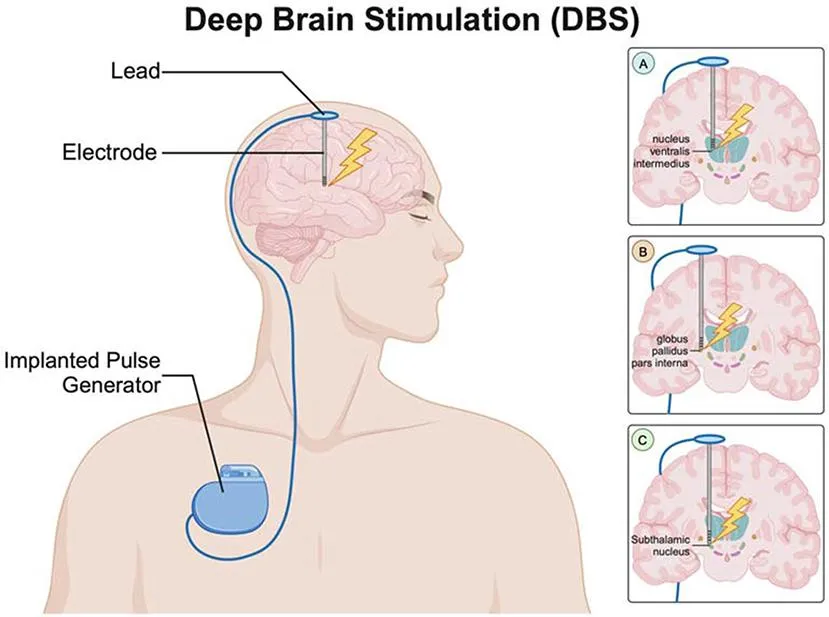 Deep Brain Stimulation (DBS)
Lead
Electrode
Implanted Pulse
Generator
A
nucleus
ventralis
intermedius
B
globus
pallidus
pars interna
C
Subthalamic
nucleus